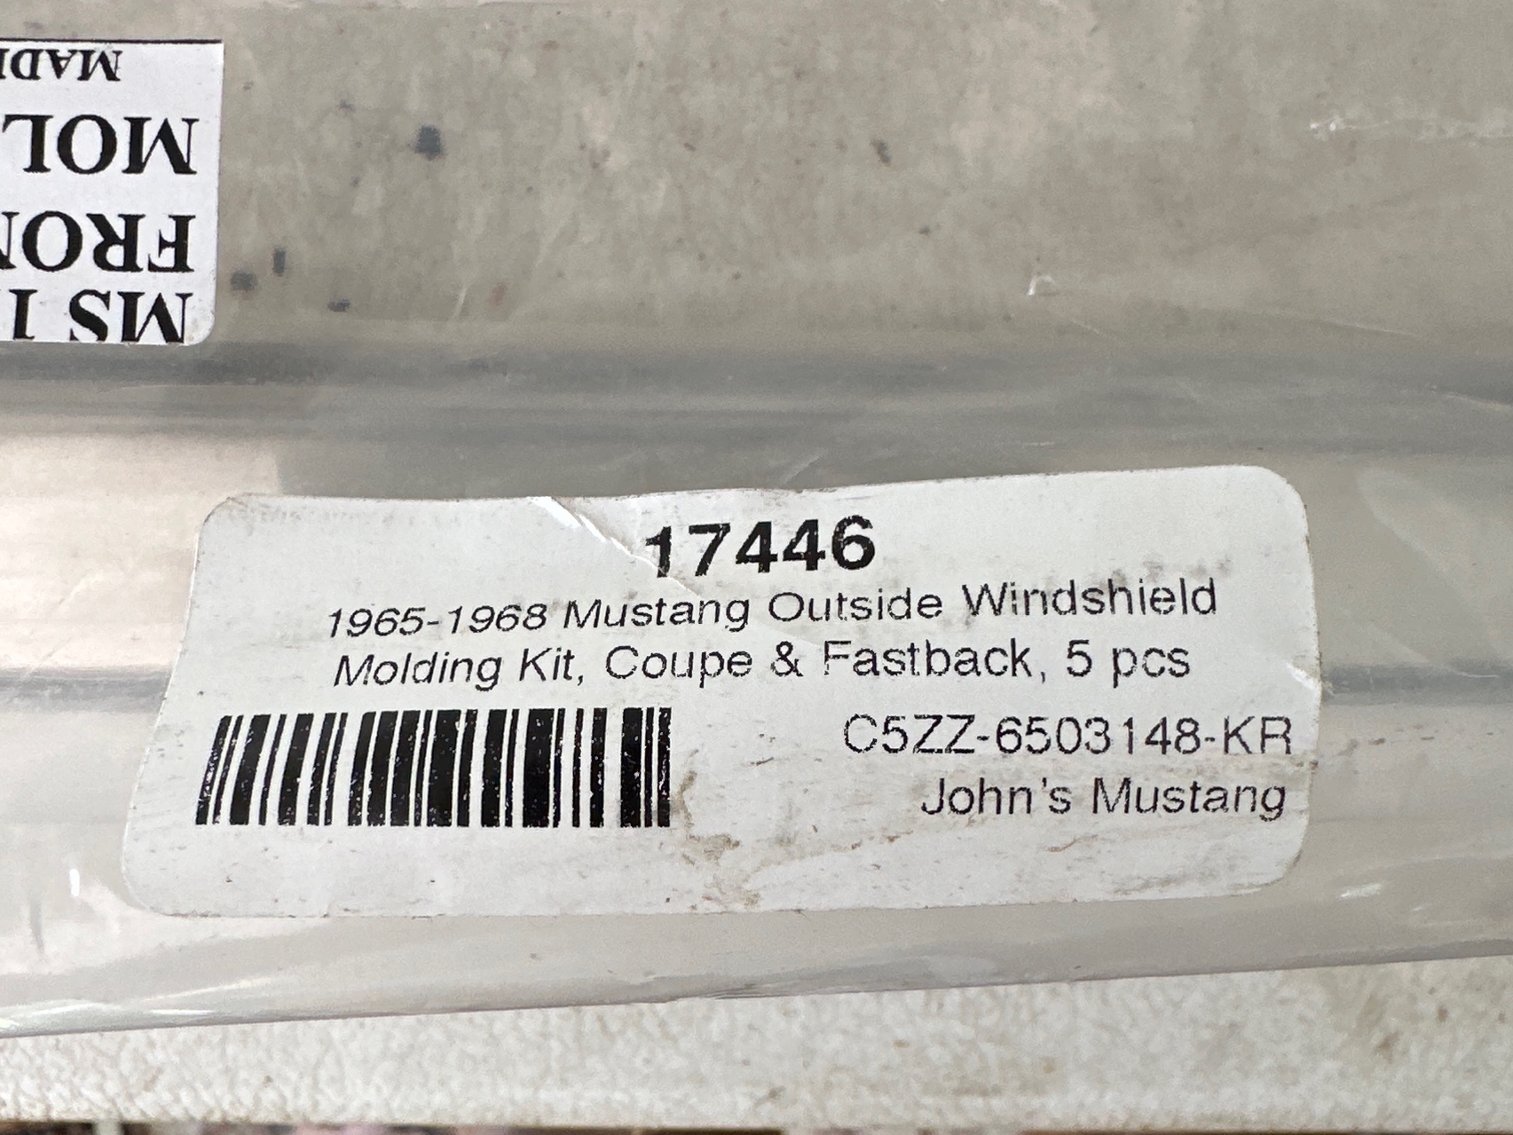 MS 1
FRON
MOL
MADE
17446
1965-1968 Mustang Outside Windshield
Molding Kit, Coupe & Fastback, 5 pcs
C5ZZ-6503148-KR
John's Mustang